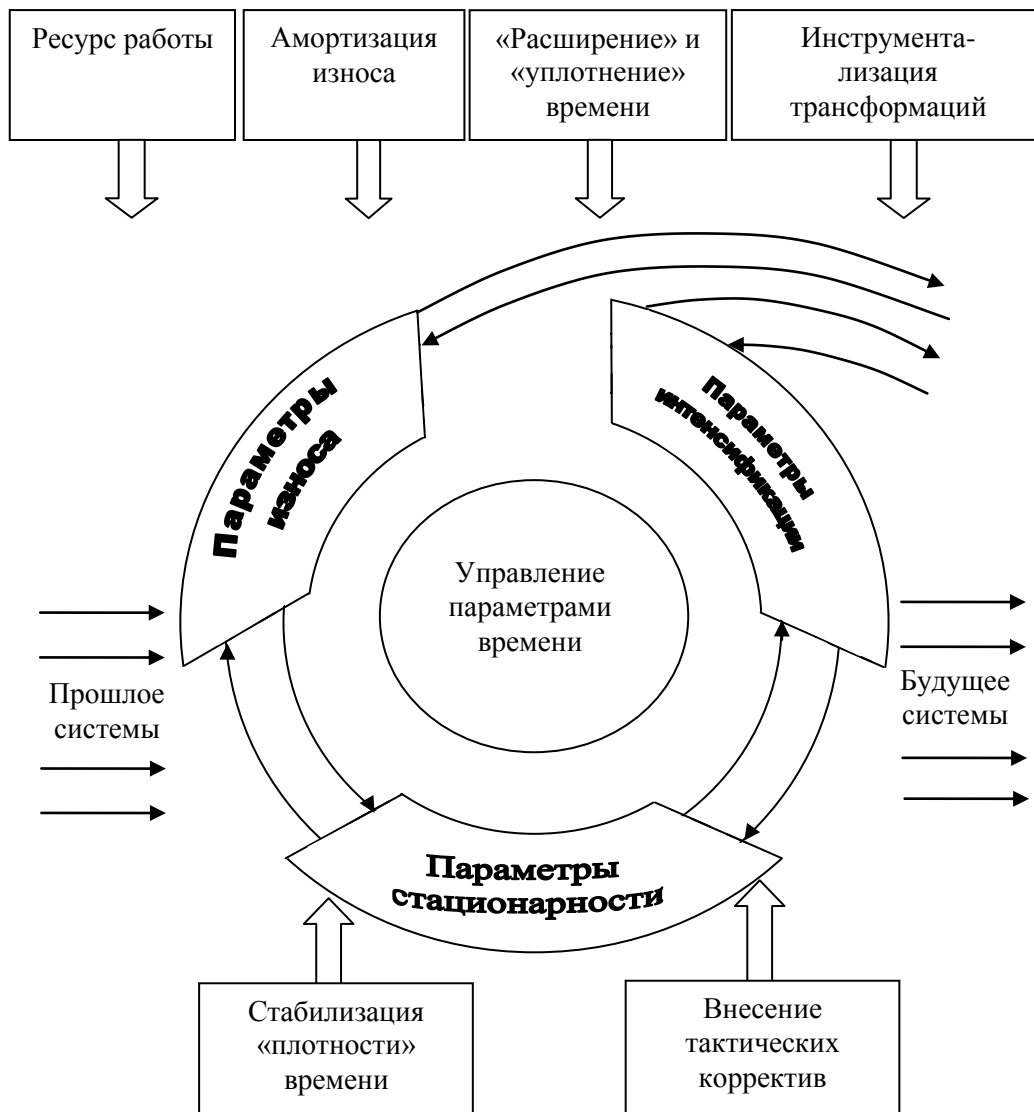 Ресурс работы
Амортизация
износа
«Расширение» и
«уплотнение»
времени
Инструмента-
лизация
трансформаций
Параметры
износа
Параметры
интенсификации
Управление
параметрами
времени
Прошлое
системы
Будущее
системы
Параметры
стационарности
Стабилизация
«плотности»
времени
Внесение
тактических
корректив